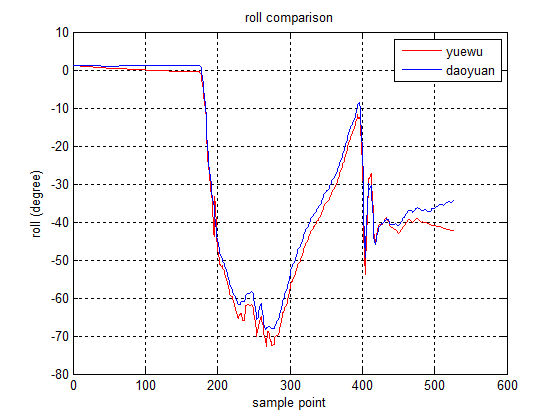 roll comparison
10
0
-10
-20
-30
-40
-50
-60
-70
-80
roll (degree)
yuewu
daoyuan
0 100 200 300 400 500 600
sample point